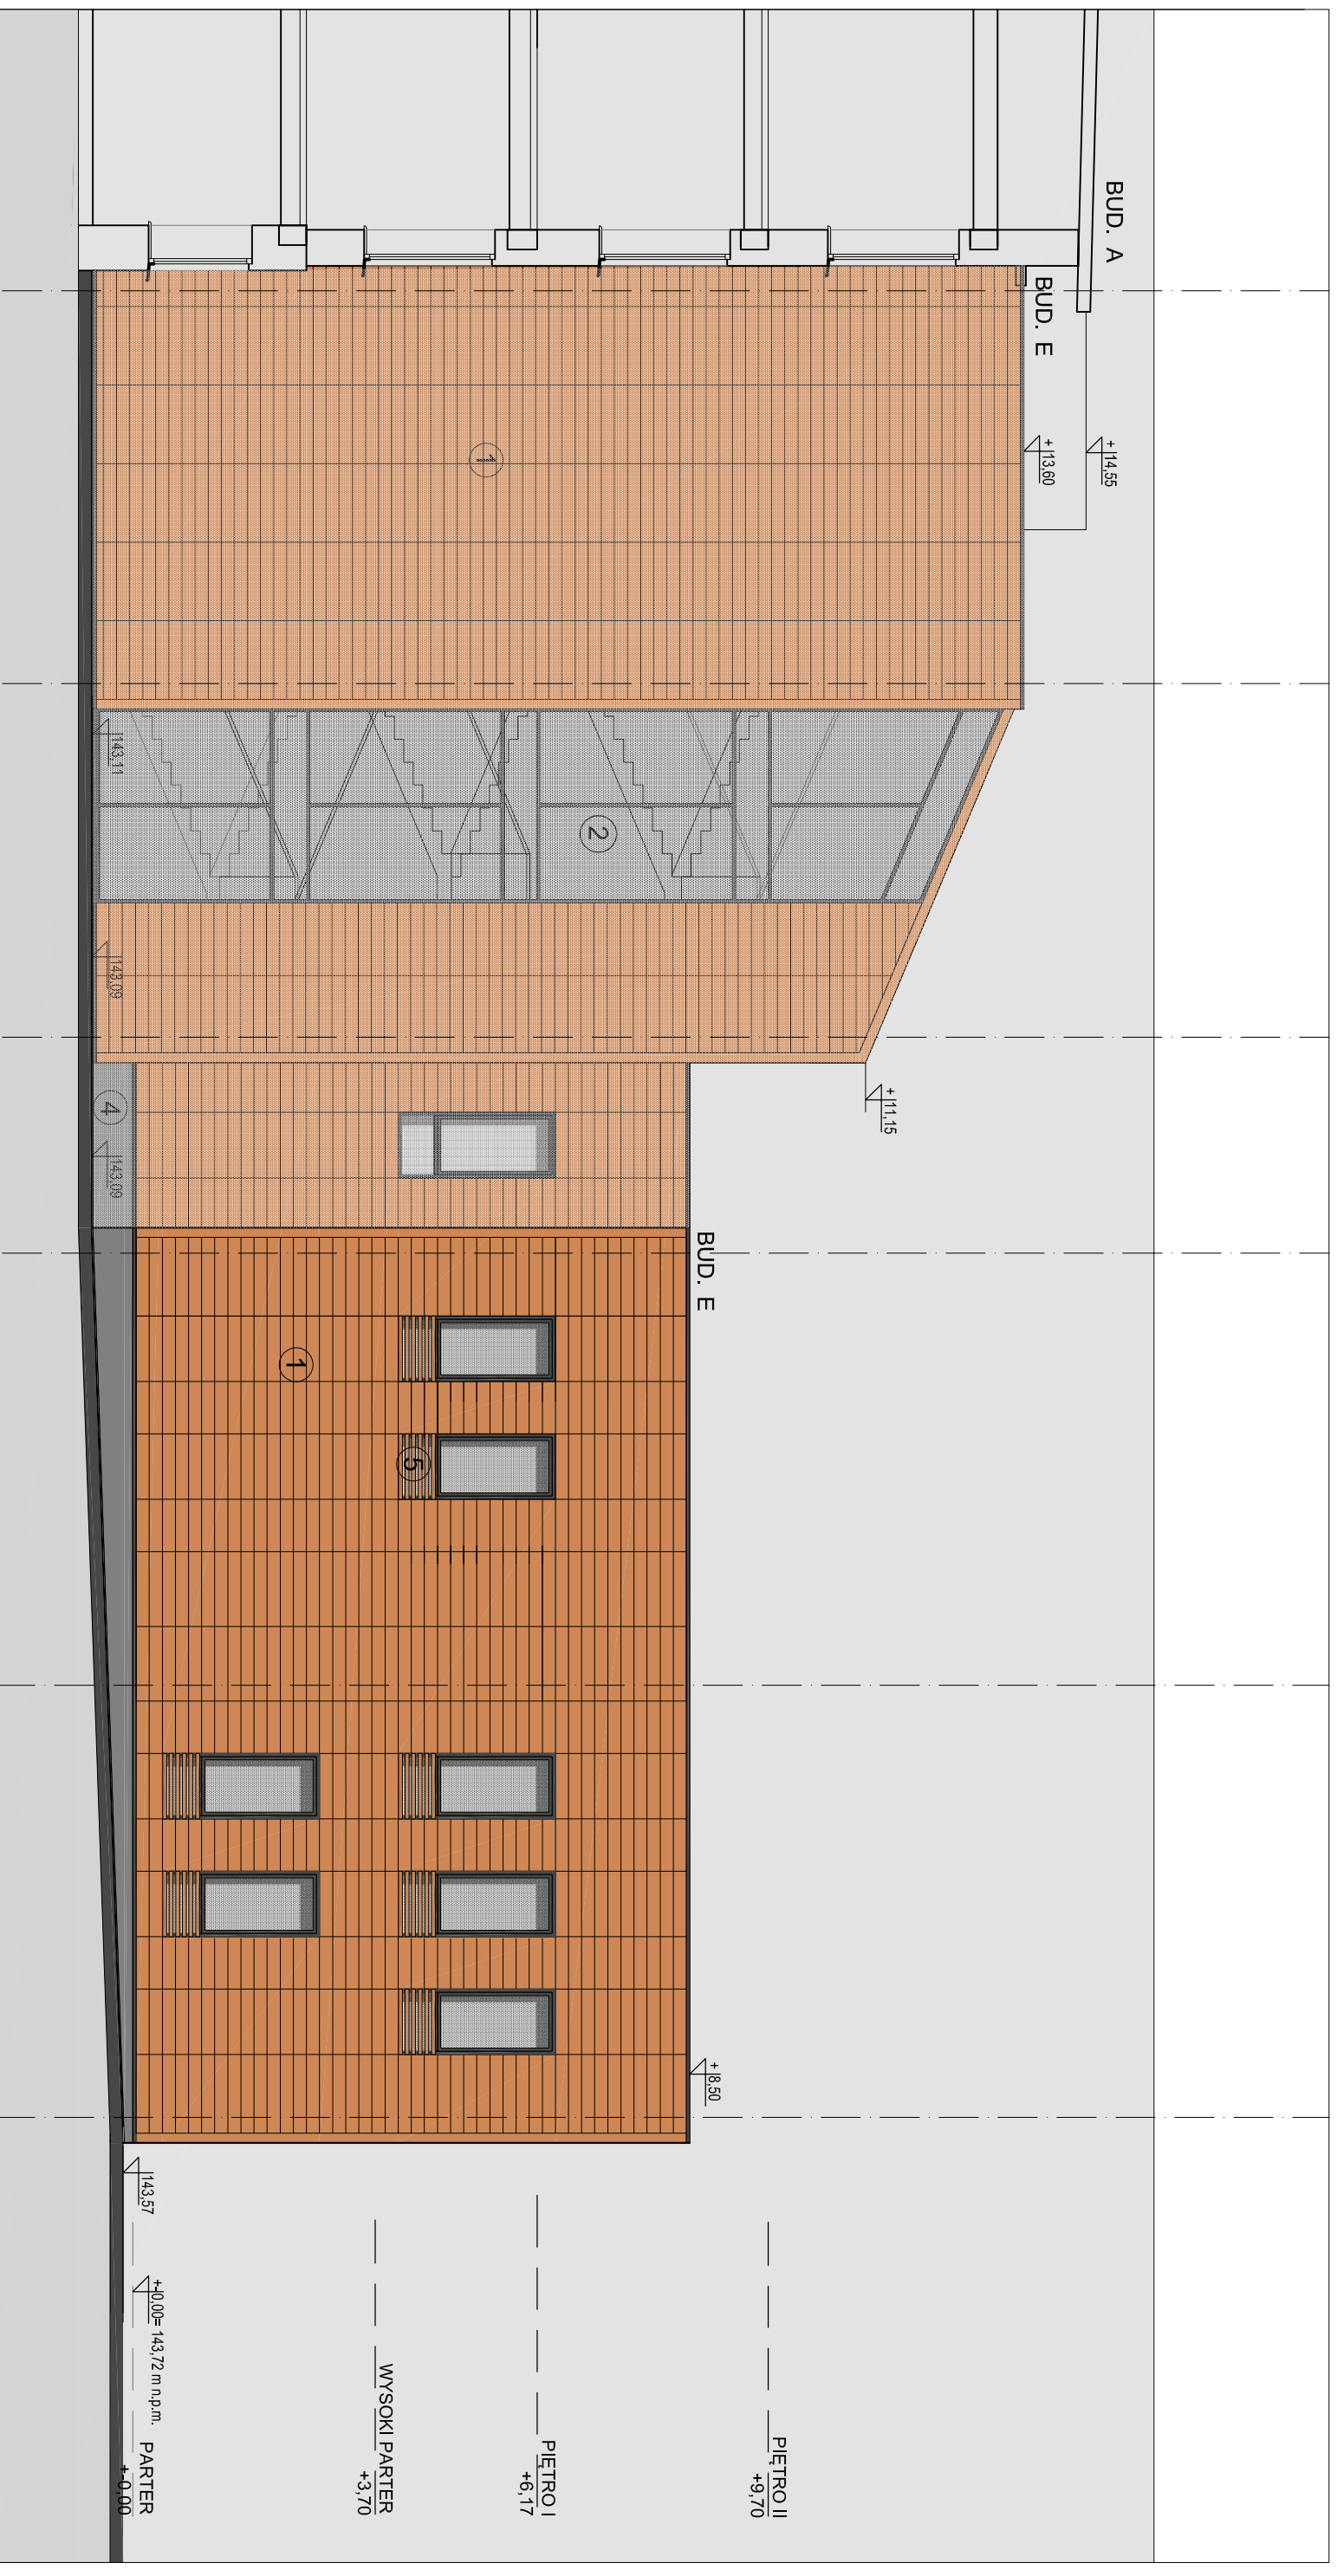 BUD. A
+14,55
BUD. E
+13,60
+11,15
BUD. E
+8,50
PIĘTRO II
+9,70
PIĘTRO I
+6,17
WYSOKI PARTER
+3,70
1
2
1
5
4
143,11
143,09
143,09
143,57
+-0,00= 143,72 m n.p.m.
PARTER
+-0,00